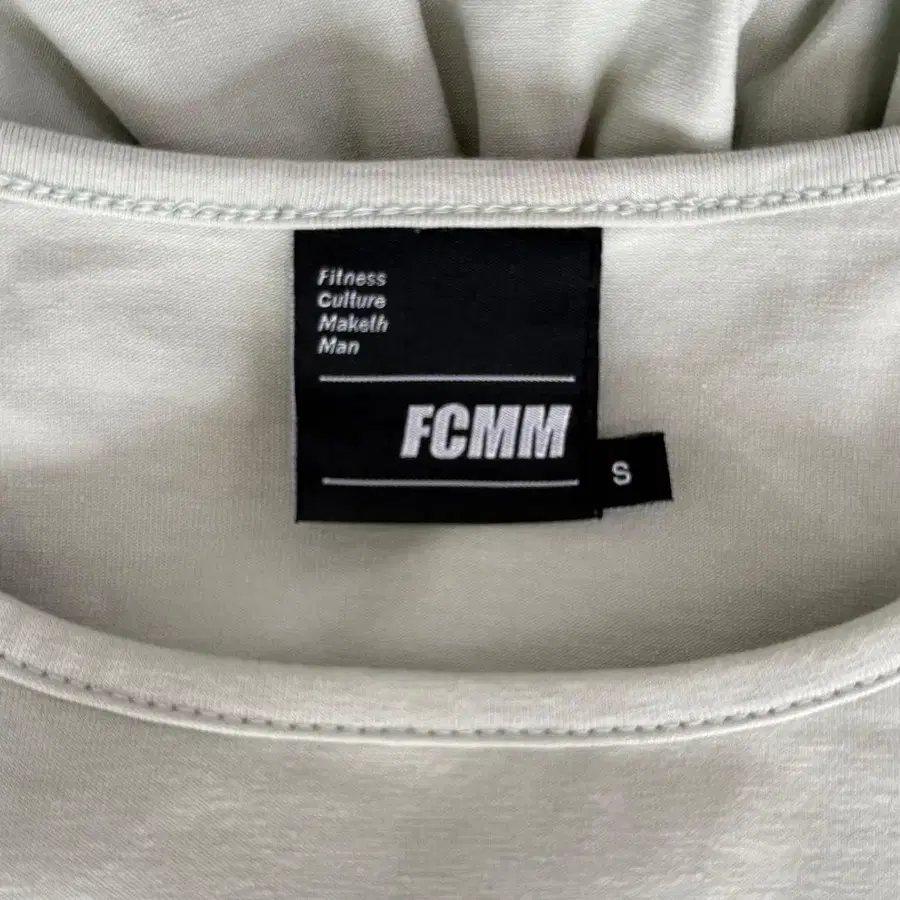 Fitness
Culture
Maketh
Man
FCMM
S